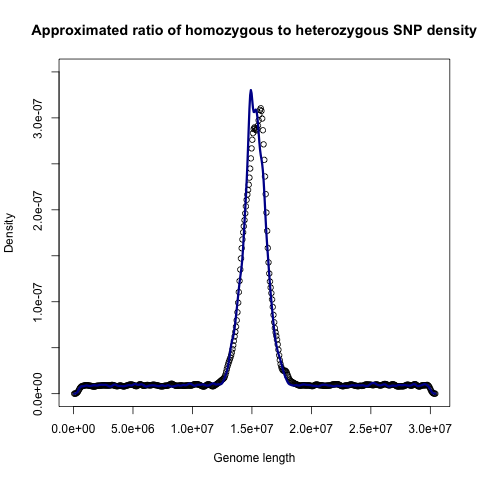 Approximated ratio of homozygous to heterozygous SNP density
Density
3.0e-07
2.0e-07
1.0e-07
0.0e+00
0.0e+00 5.0e+06 1.0e+07 1.5e+07 2.0e+07 2.5e+07 3.0e+07
Genome length